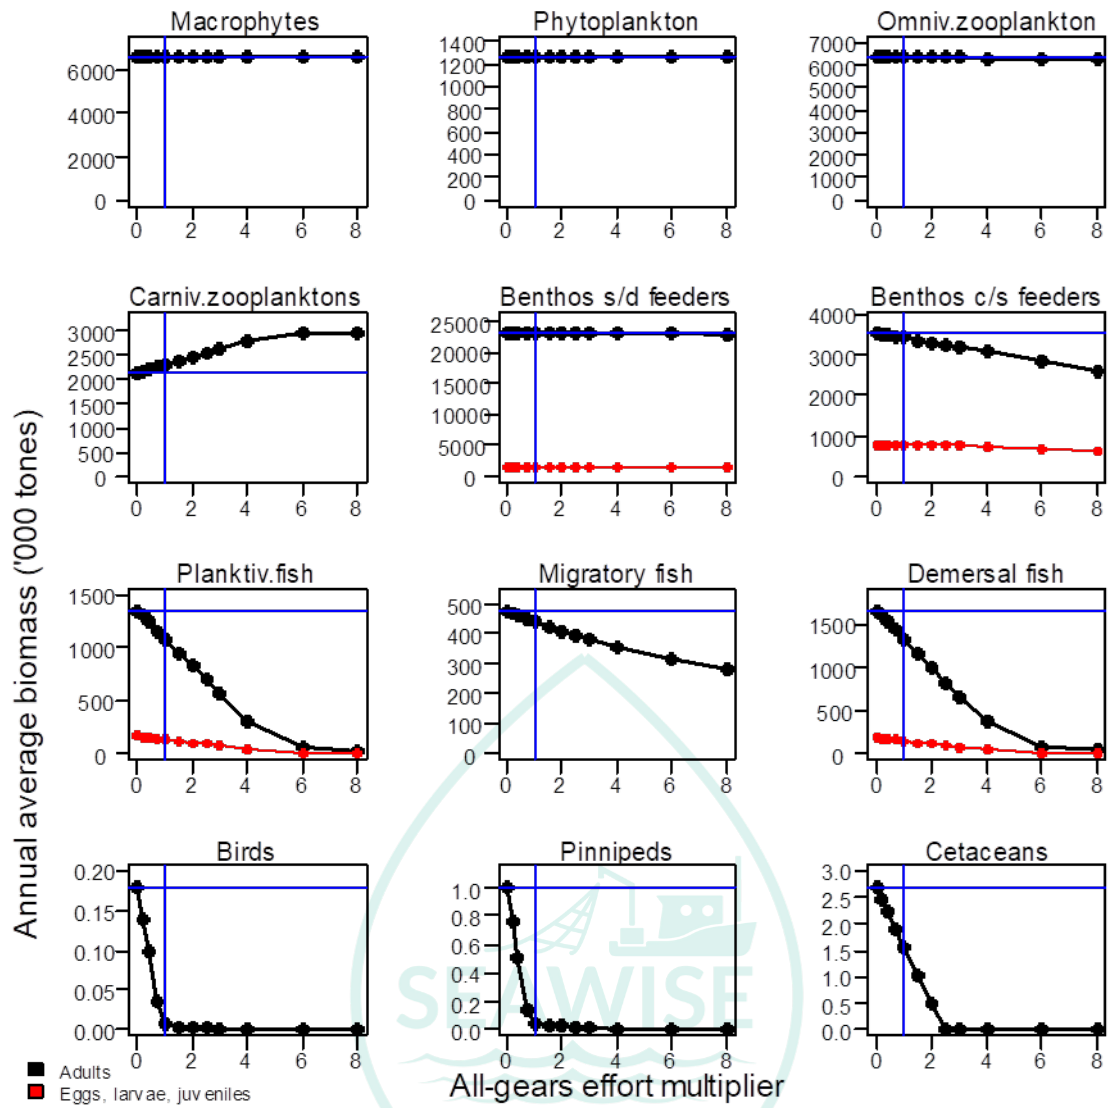 Macrophytes Phytoplankton Omniv.zooplankton
6000 4000 2000 0
0 2 4 6 8
1400 1200 1000 800 600 400 200 0
0 2 4 6 8
7000 6000 5000 4000 3000 2000 1000 0
0 2 4 6 8
Carniv.zooplanktons Benthos s/d feeders Benthos c/s feeders
3000 2500 2000 1500 1000 500 0
0 2 4 6 8
25000 20000 15000 10000 5000 0
0 2 4 6 8
4000 3000 2000 1000 0
0 2 4 6 8
Annual average biomass ('000 tones)
Planktiv.fish Migratory fish Demersal fish
1500 1000 500 0
0 2 4 6 8
500 400 300 200 100 0
0 2 4 6 8
1500 1000 500 0
0 2 4 6 8
Birds Pinnipeds Cetaceans
0.20 0.15 0.10 0.05 0.00
0 2 4 6 8
1.0 0.8 0.6 0.4 0.2 0.0
0 2 4 6 8
3.0 2.5 2.0 1.5 1.0 0.5 0.0
0 2 4 6 8
SEAWISE
All-gears effort multiplier
Adults
Eggs, larvae, juveniles